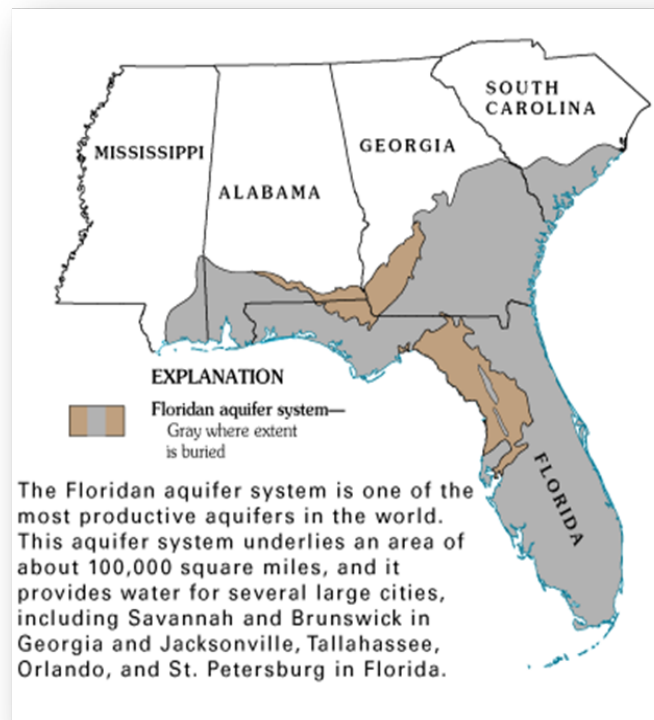 SOUTH
CAROLINA
MISSISSIPPI
GEORGIA
ALABAMA
EXPLANATION
Floridan aquifer system—
Gray where extent
is buried
FLORIDA
The Floridan aquifer system is one of the
most productive aquifers in the world.
This aquifer system underlies an area of
about 100,000 square miles, and it
provides water for several large cities,
including Savannah and Brunswick in
Georgia and Jacksonville, Tallahassee,
Orlando, and St. Petersburg in Florida.